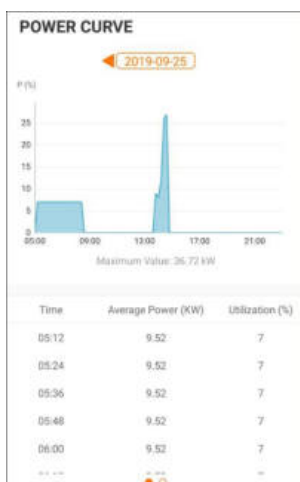 POWER CURVE
2019-09-25
P (%)
25
20
15
10
5
0
05:00 09:00 13:00 17:00 21:00
Maximum Value: 36.72 kW
Time Average Power (KW) Utilization (%)
05:12 9.52 7
05:24 9.52 7
05:36 9.52 7
05:48 9.52 7
06:00 9.52 7